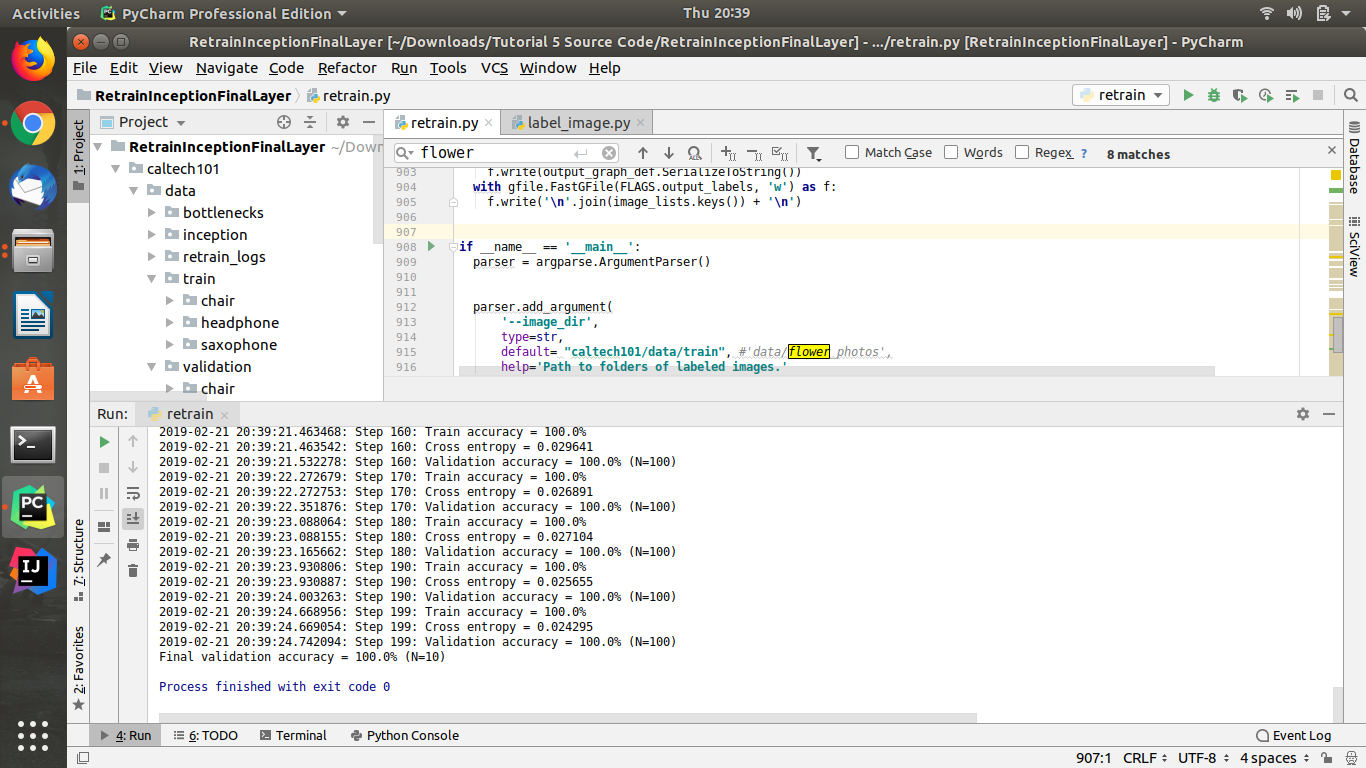 Activities PyCharm Professional Edition Thu 20:39
RetrainInceptionFinalLayer [~/Downloads/Tutorial 5 Source Code/RetrainInceptionFinalLayer] - .../retrain.py [RetrainInceptionFinalLayer] - PyCharm
File Edit View Navigate Code Refactor Run Tools VCS Window Help
RetrainInceptionFinalLayer retrain.py retrain
1: Project
Project
RetrainInceptionFinalLayer ~/Down
caltech101
data
bottlenecks
inception
retrain_logs
train
chair
headphone
saxophone
validation
chair
retrain.py label_image.py
flower Match Case Words Regex ? 8 matches
903 f.write(output_graph_def.SerializeToString())
904 with gfile.FastGFile(FLAGS.output_labels, 'w') as f:
905 f.write('\n'.join(image_lists.keys()) + '\n')
906
907
908 if __name__ == '__main__':
909 parser = argparse.ArgumentParser()
910
911
912 parser.add_argument(
913 '--image_dir',
914 type=str,
915 default= "caltech101/data/train", #'data/flower_photos',
916 help='Path to folders of labeled images.'
Database
SciView
Run: retrain
7: Structure
2: Favorites
2019-02-21 20:39:21.463468: Step 160: Train accuracy = 100.0%
2019-02-21 20:39:21.463542: Step 160: Cross entropy = 0.029641
2019-02-21 20:39:21.532278: Step 160: Validation accuracy = 100.0% (N=100)
2019-02-21 20:39:22.272679: Step 170: Train accuracy = 100.0%
2019-02-21 20:39:22.272753: Step 170: Cross entropy = 0.026891
2019-02-21 20:39:22.351876: Step 170: Validation accuracy = 100.0% (N=100)
2019-02-21 20:39:23.088064: Step 180: Train accuracy = 100.0%
2019-02-21 20:39:23.088155: Step 180: Cross entropy = 0.027104
2019-02-21 20:39:23.165662: Step 180: Validation accuracy = 100.0% (N=100)
2019-02-21 20:39:23.930806: Step 190: Train accuracy = 100.0%
2019-02-21 20:39:23.930887: Step 190: Cross entropy = 0.025655
2019-02-21 20:39:24.003263: Step 190: Validation accuracy = 100.0% (N=100)
2019-02-21 20:39:24.668956: Step 199: Train accuracy = 100.0%
2019-02-21 20:39:24.669054: Step 199: Cross entropy = 0.024295
2019-02-21 20:39:24.742094: Step 199: Validation accuracy = 100.0% (N=100)
Final validation accuracy = 100.0% (N=10)
Process finished with exit code 0
4: Run 6: TODO Terminal Python Console Event Log
907:1 CRLF UTF-8 4 spaces
PC
IJ